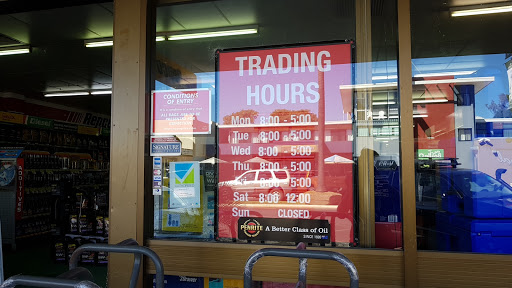 TRADING
HOURS
Mon 8:00 - 5:00
Tue 8:00 - 5:00
Wed 8:00 - 5:00
Thu 8:00 - 5:00
Fri 8:00 - 5:00
Sat 8:00 - 12:00
Sun CLOSED
PENRITE
A Better Class of Oil
CONDITIONS
OF ENTRY
SIGNATURE
ADDITIVE